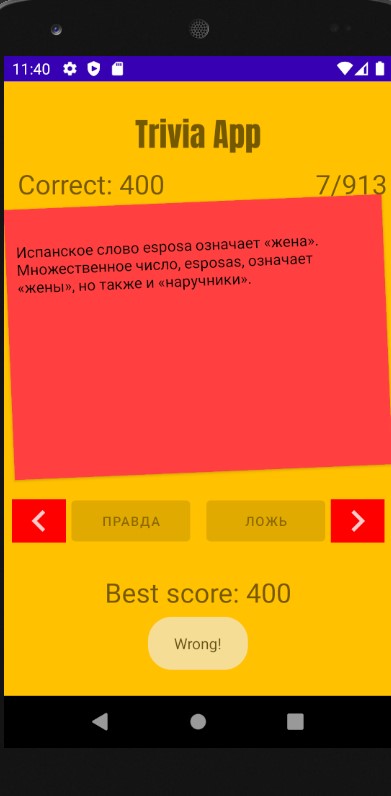 11:40
Trivia App
Correct: 400
7/913
Испанское слово esposa означает «жена».
Множественное число, esposas, означает
«жены», но также и «наручники».
ПРАВДА
ЛОЖЬ
Best score: 400
Wrong!